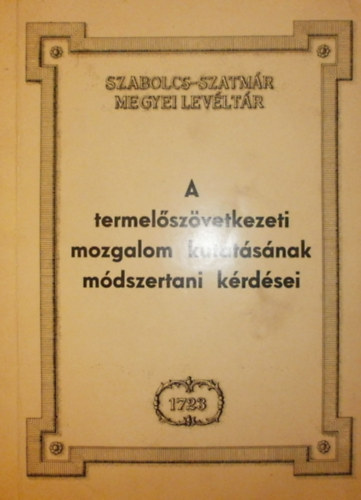 SZABOLCS-SZATMÁR
MEGYEI LEVÉLTÁR
A
termelőszövetkezeti
mozgalom kutatásának
módszertani kérdései
1723